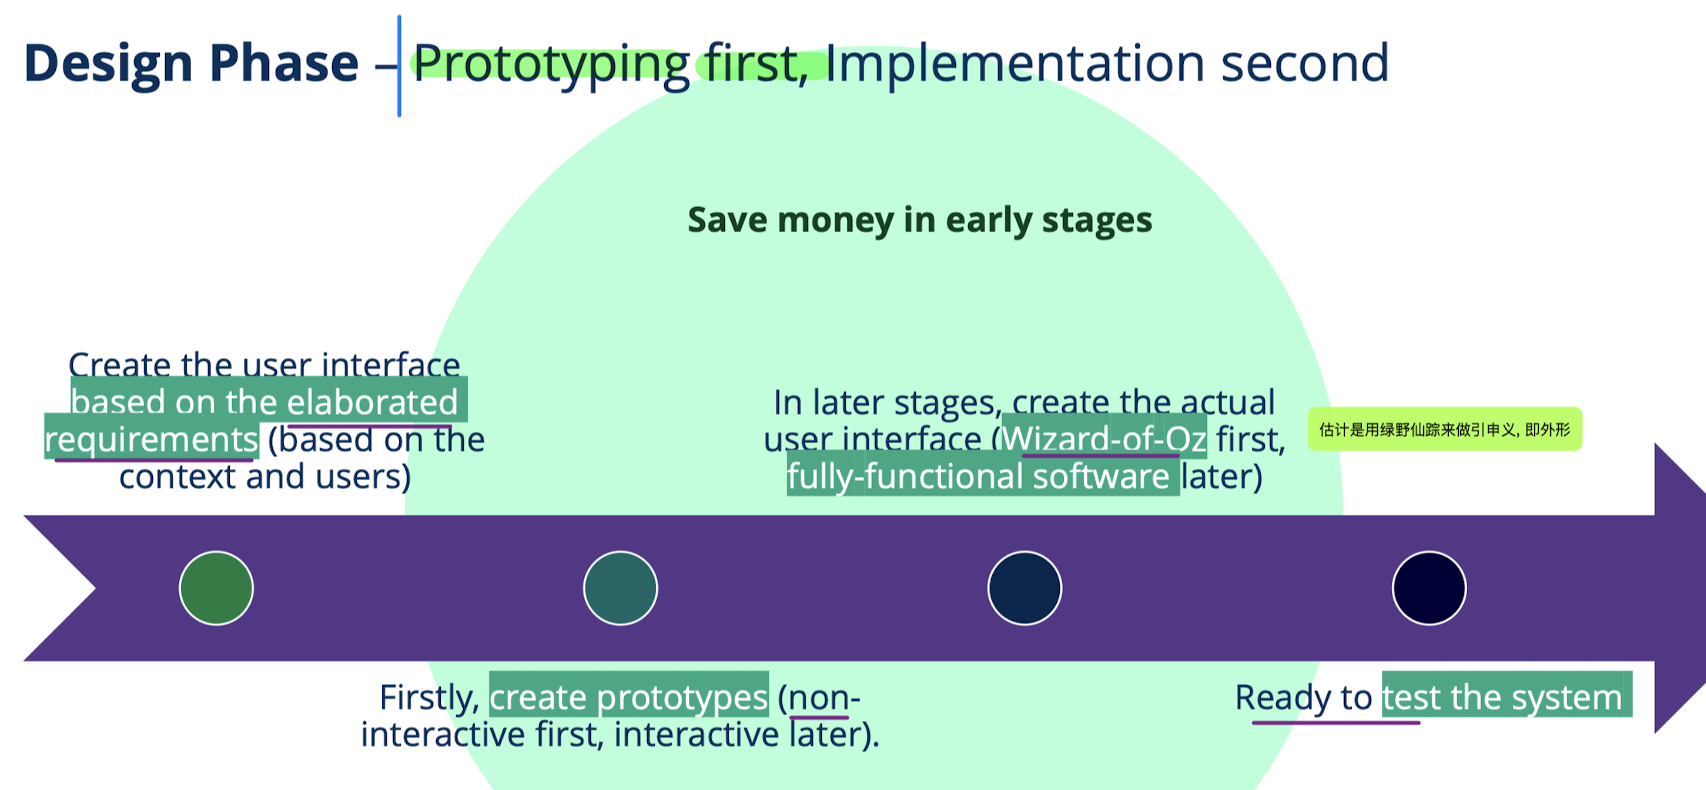 Design Phase – Prototyping first, Implementation second
Save money in early stages
Create the user interface
based on the elaborated
requirements (based on the
context and users)
In later stages, create the actual
user interface (Wizard-of-Oz first,
fully-functional software later)
估计是用绿野仙踪来做引申义, 即外形
Firstly, create prototypes (non-
interactive first, interactive later).
Ready to test the system